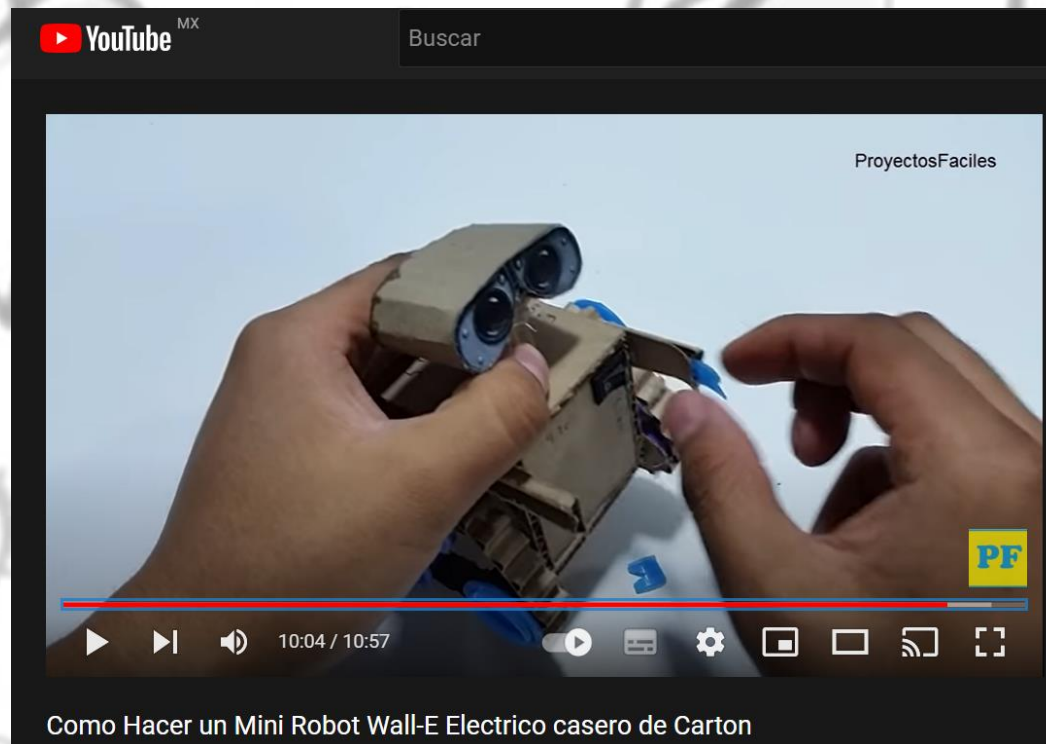 YouTube MX
Buscar
ProyectosFaciles
PF
10:04 / 10:57
Como Hacer un Mini Robot Wall-E Electrico casero de Carton